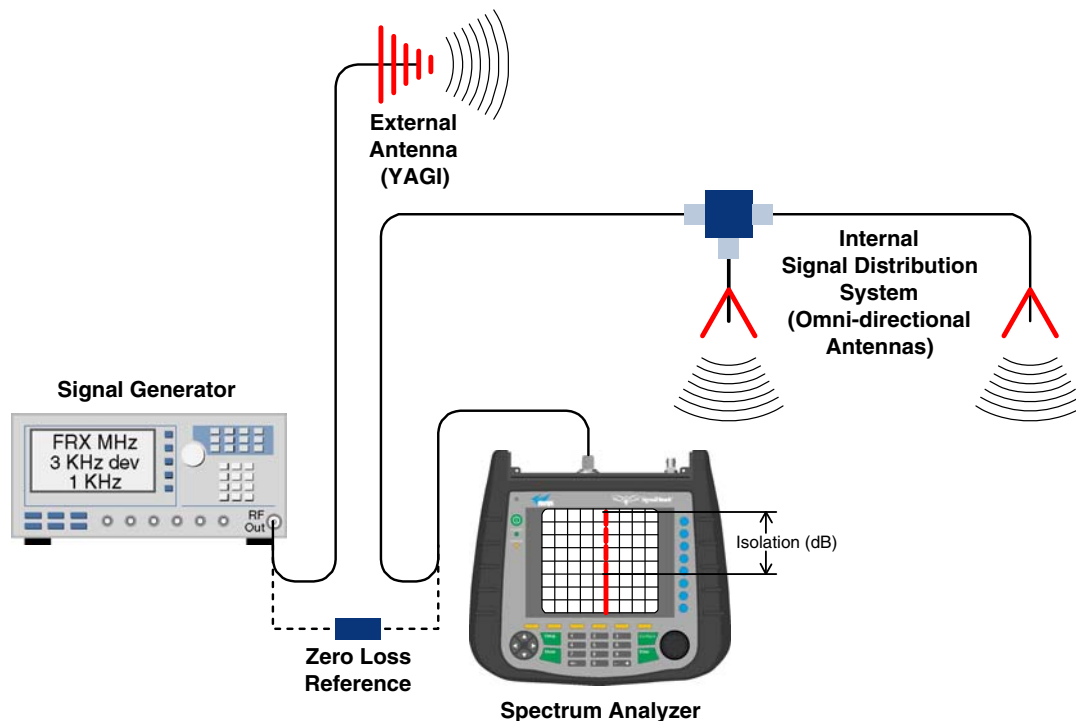 External
Antenna
(YAGI)
Internal
Signal Distribution
System
(Omni-directional
Antennas)
Signal Generator
FRX MHz
3 KHz dev
1 KHz
RF
Out
Isolation (dB)
Zero Loss
Reference
Spectrum Analyzer